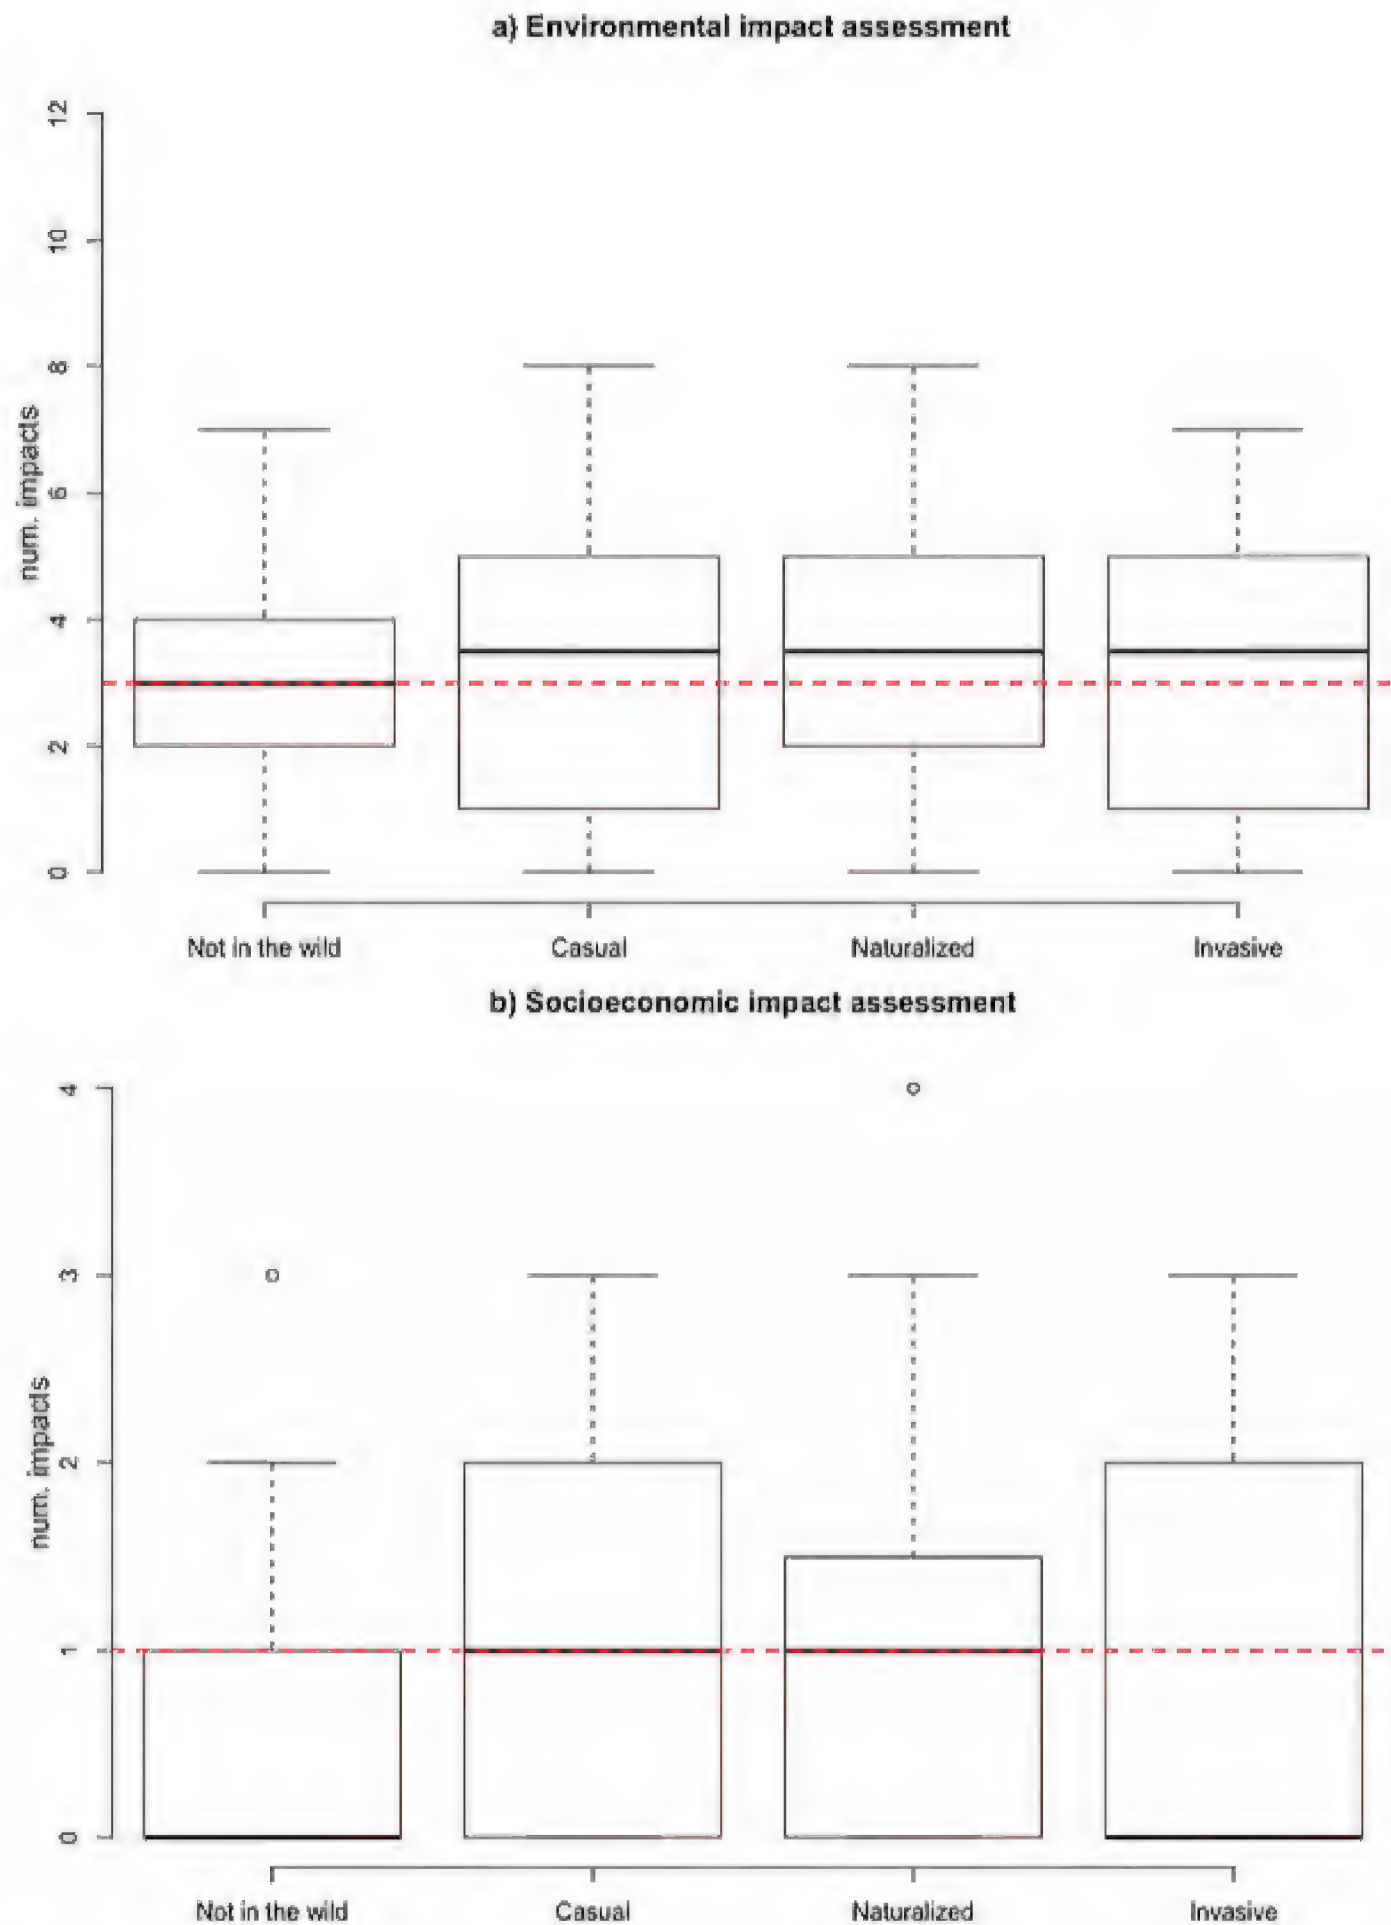 a) Environmental impact assessment
12
10
8
6
4
2
0
num. impacts
Not in the wild Casual Naturalized Invasive
b) Socioeconomic impact assessment
4
3
2
1
0
num. impacts
Not in the wild Casual Naturalized Invasive